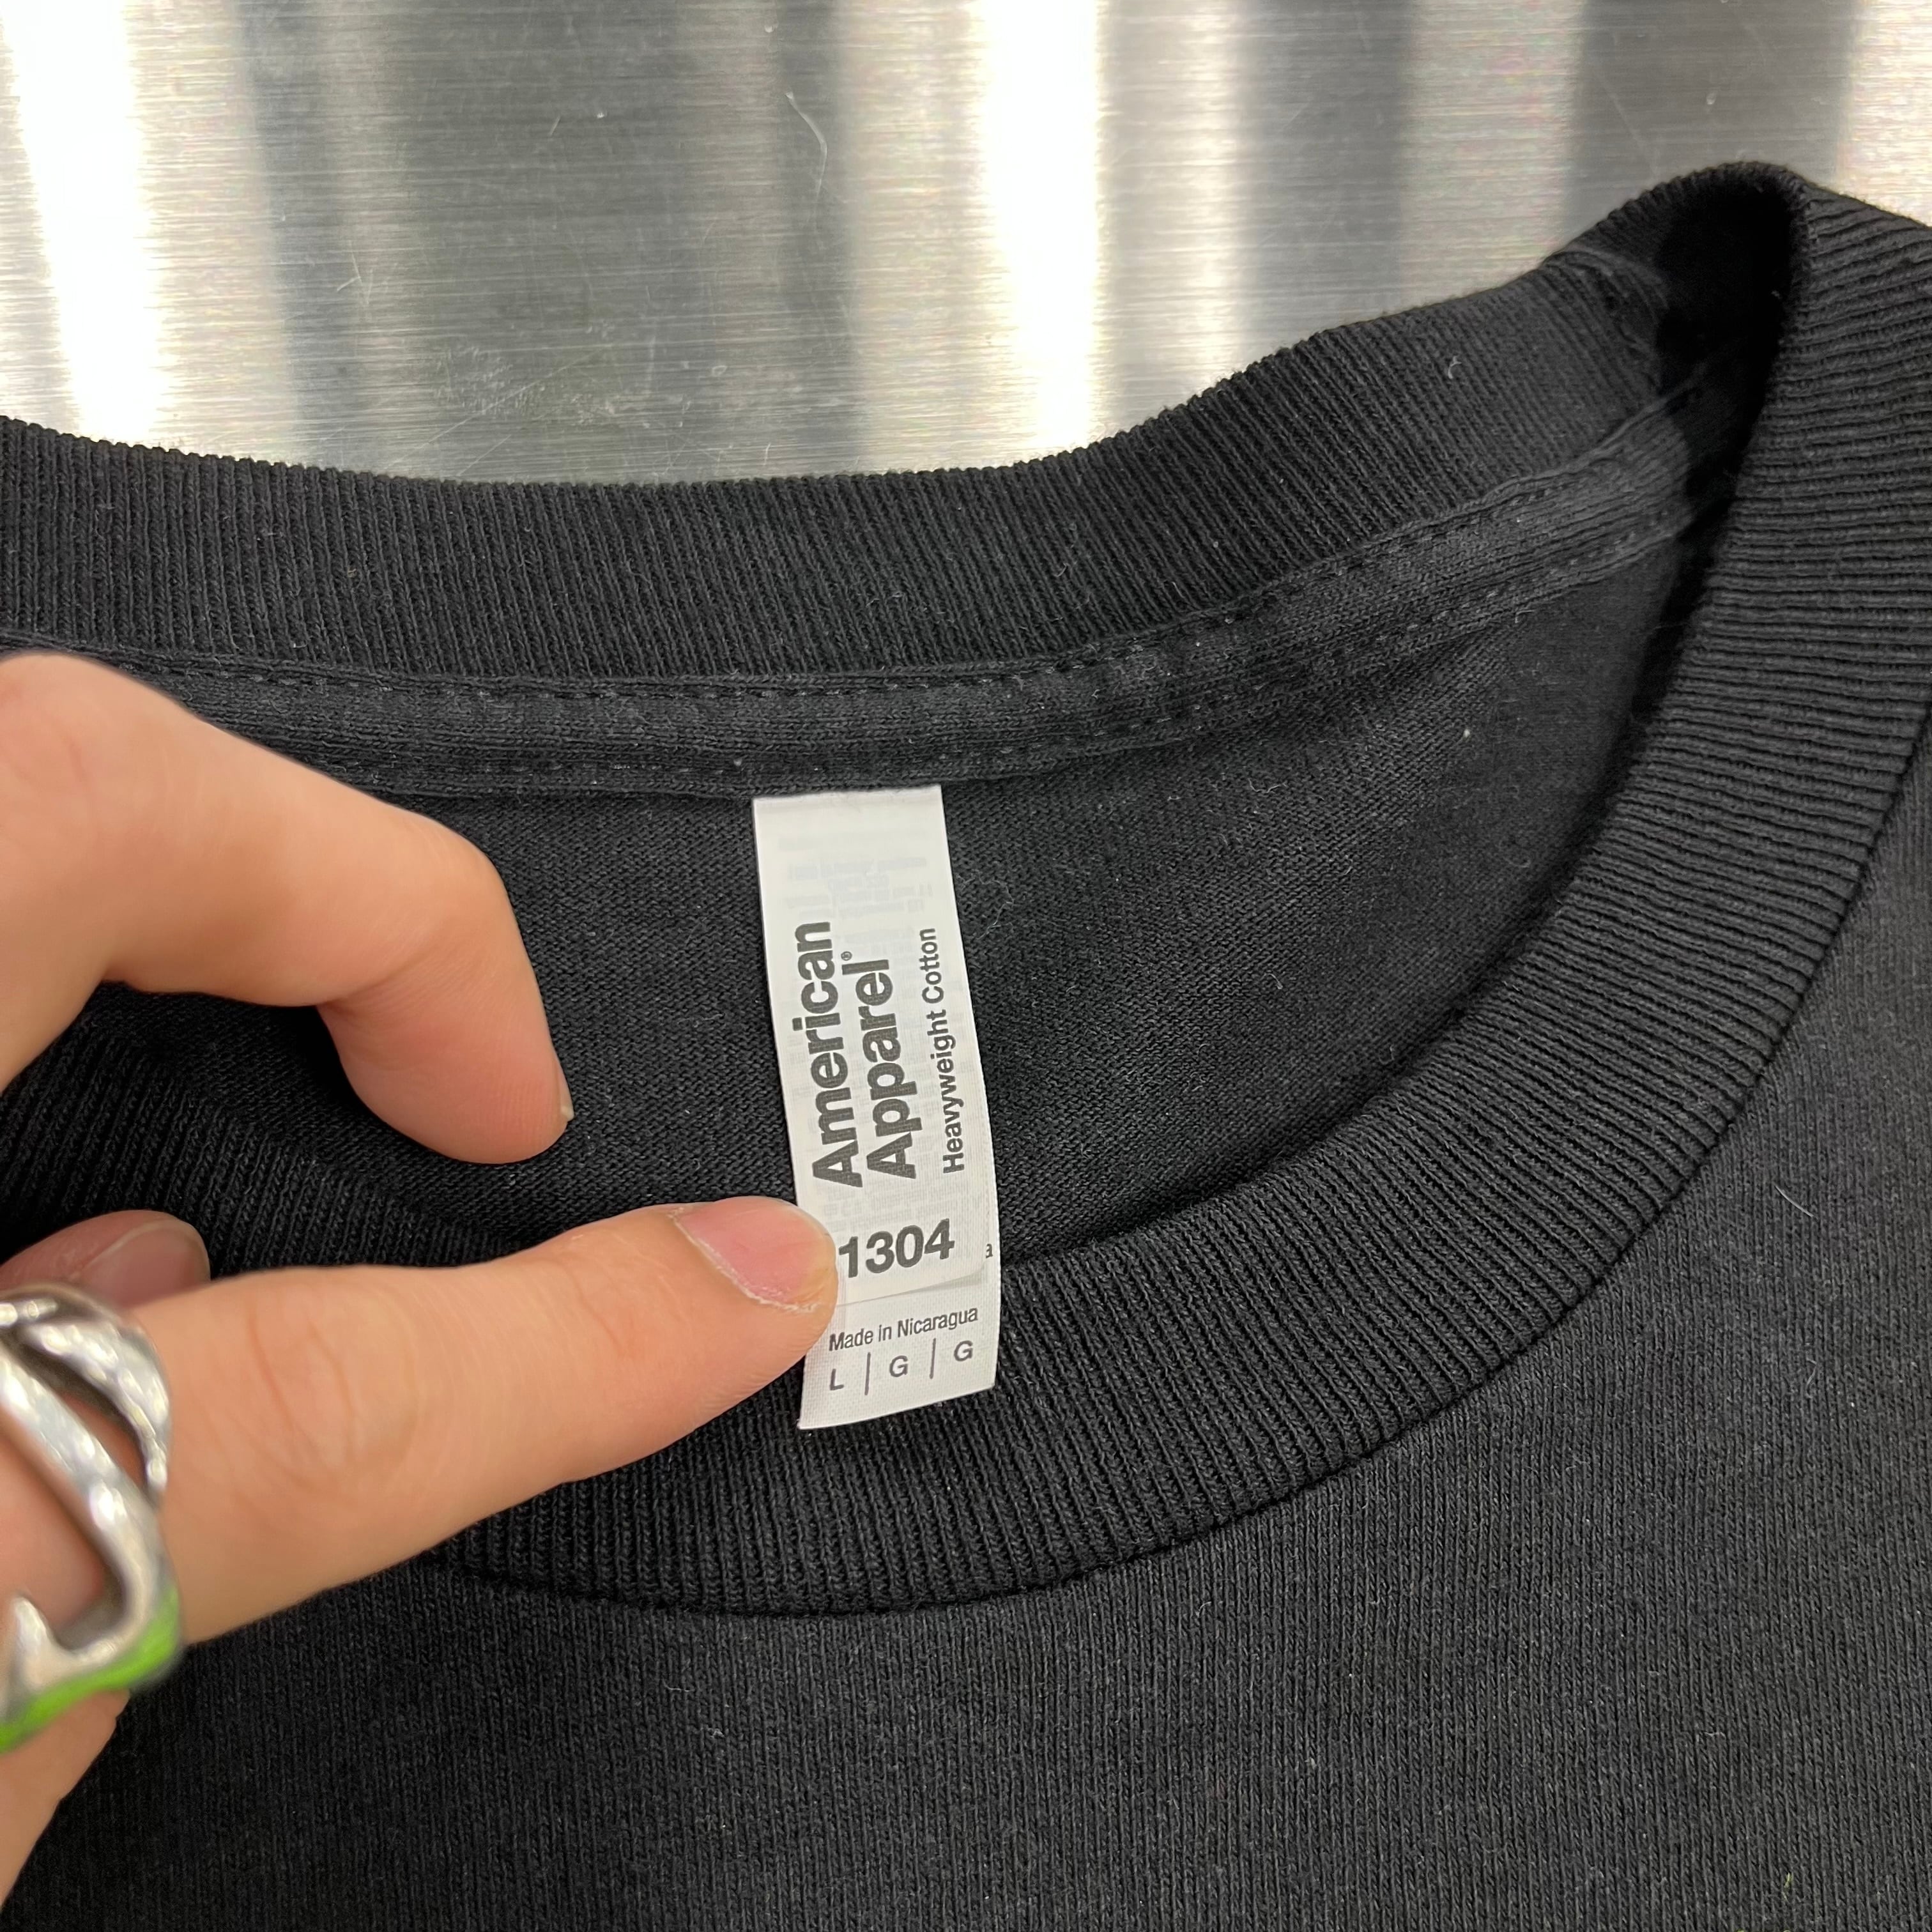 American
Apparel®
Heavyweight Cotton
1304
a
Made in Nicaragua
L | G | G